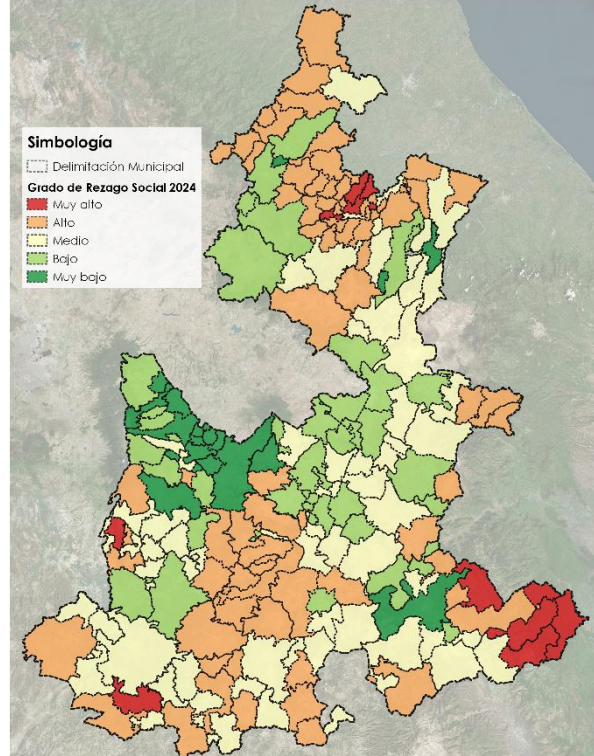 Simbología
Delimitación Municipal
Grado de Rezago Social 2024
Muy alto
Alto
Medio
Bajo
Muy bajo